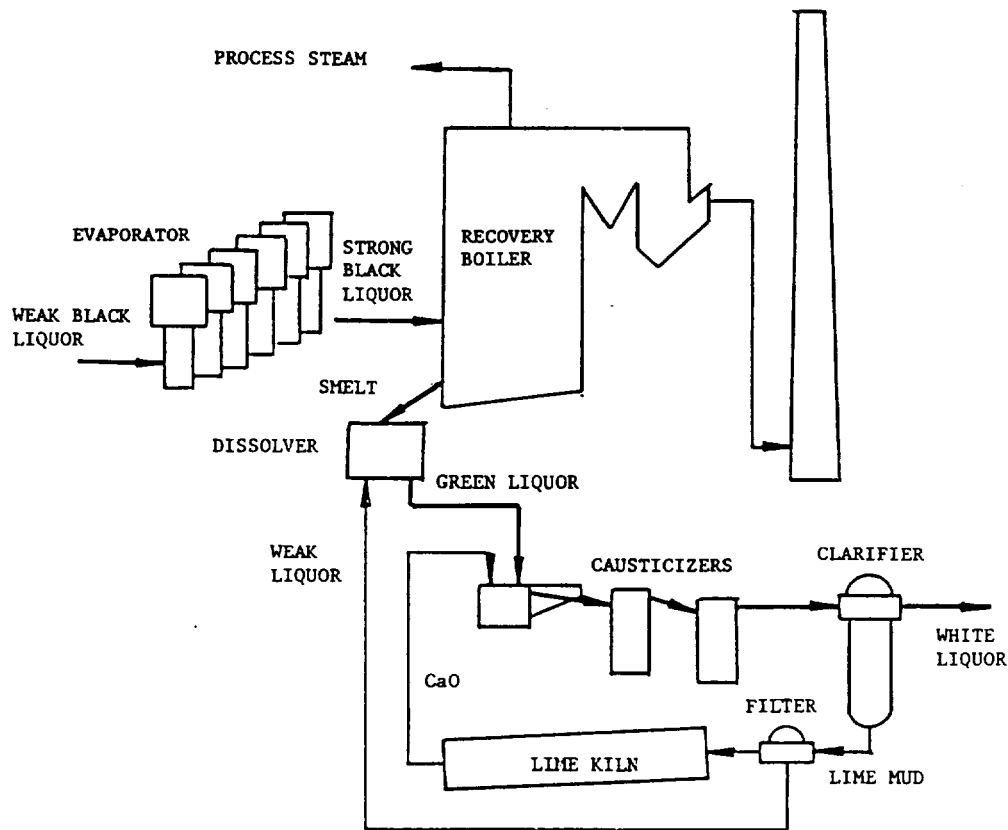 PROCESS STEAM
EVAPORATOR
STRONG
BLACK
LIQUOR
RECOVERY
BOILER
WEAK BLACK
LIQUOR
SMELT
DISSOLVER
GREEN LIQUOR
WEAK
LIQUOR
CAUSTICIZERS
CLARIFIER
WHITE
LIQUOR
CaO
FILTER
LIME KILN
LIME MUD